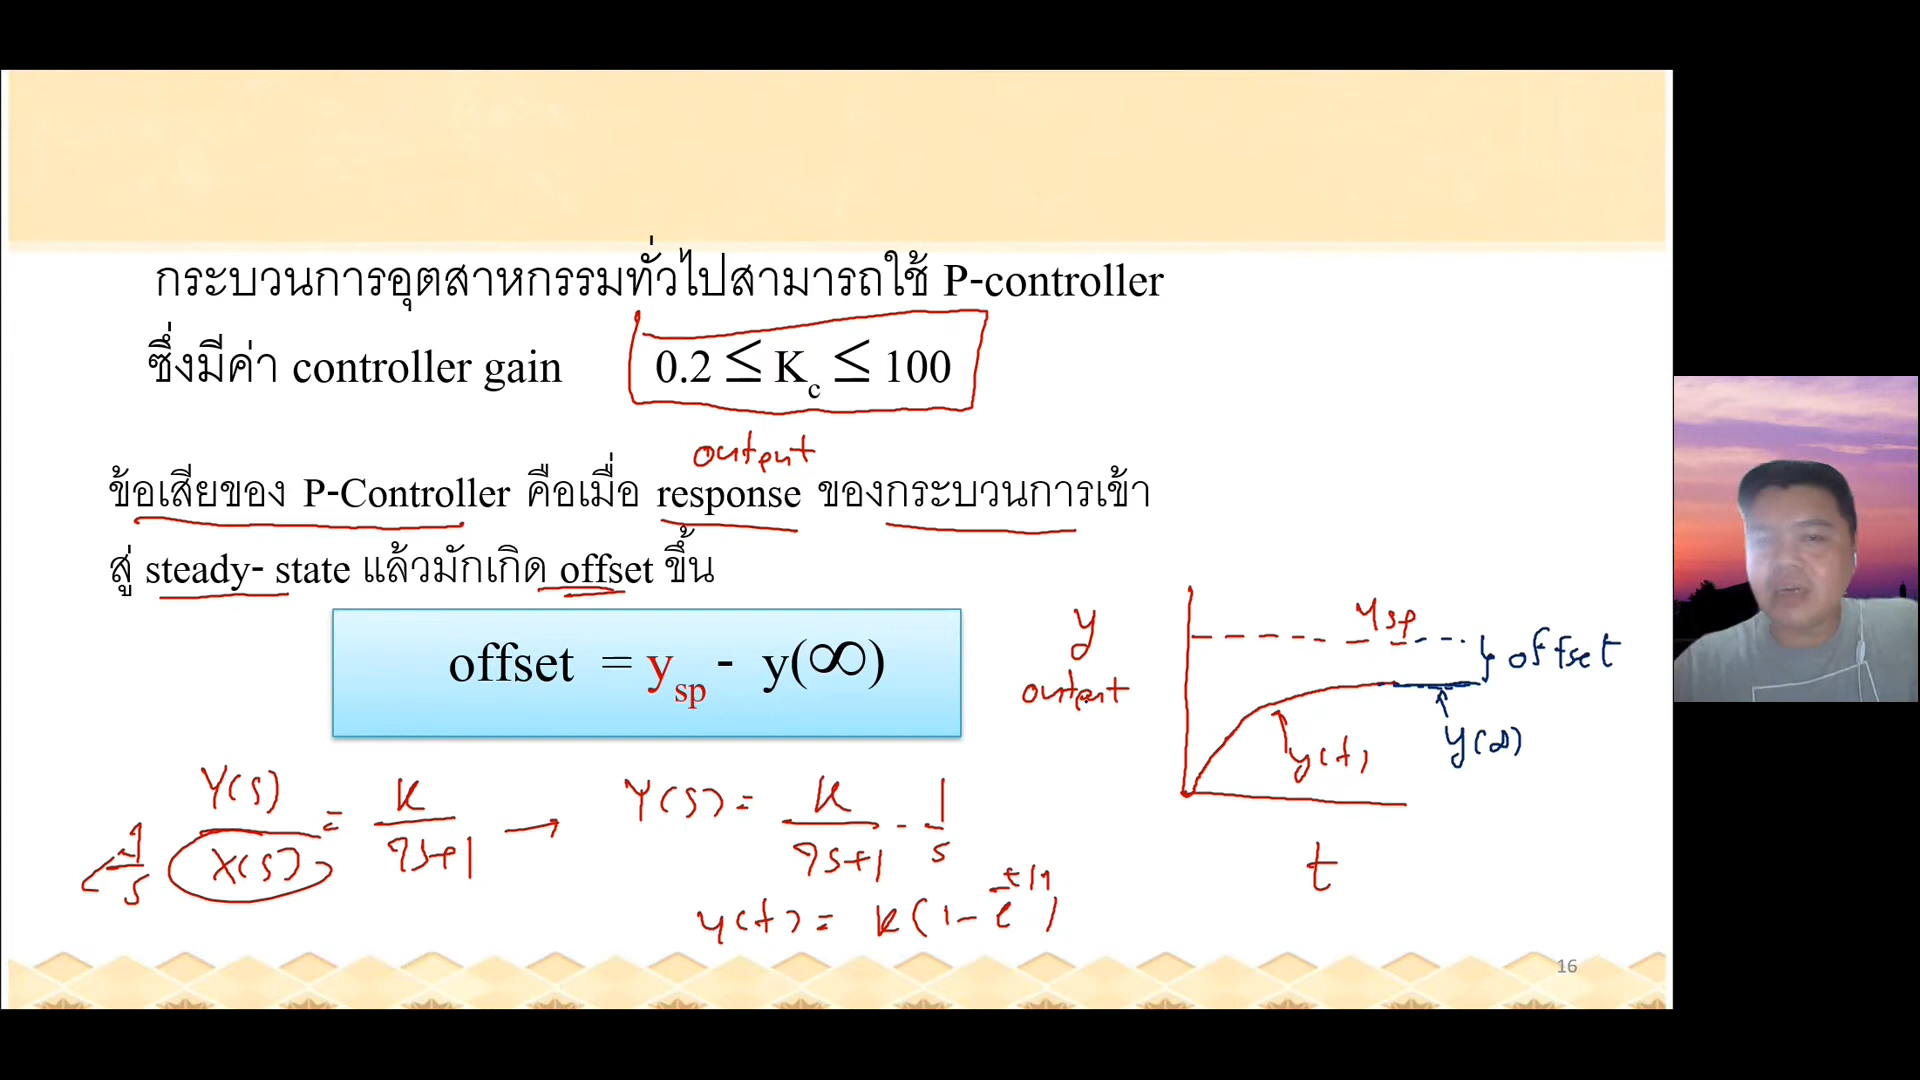 กระบวนการอุตสาหกรรมทั่วไปสามารถใช้ P-controller
ซึ่งมีค่า controller gain 0.2 ≤ Kc ≤ 100
output
ข้อเสียของ P-Controller คือเมื่อ response ของกระบวนการเข้า
สู่ steady- state แล้วมักเกิด offset ขึ้น
offset = ysp - y(∞)
y
output
ysp
offset
y(t)
y(∞)
t
Y(s)/X(s) = K/(τs+1) → Y(s) = K/(τs+1) · 1/s
1/s
y(t) = K(1-e^-t/τ)
16